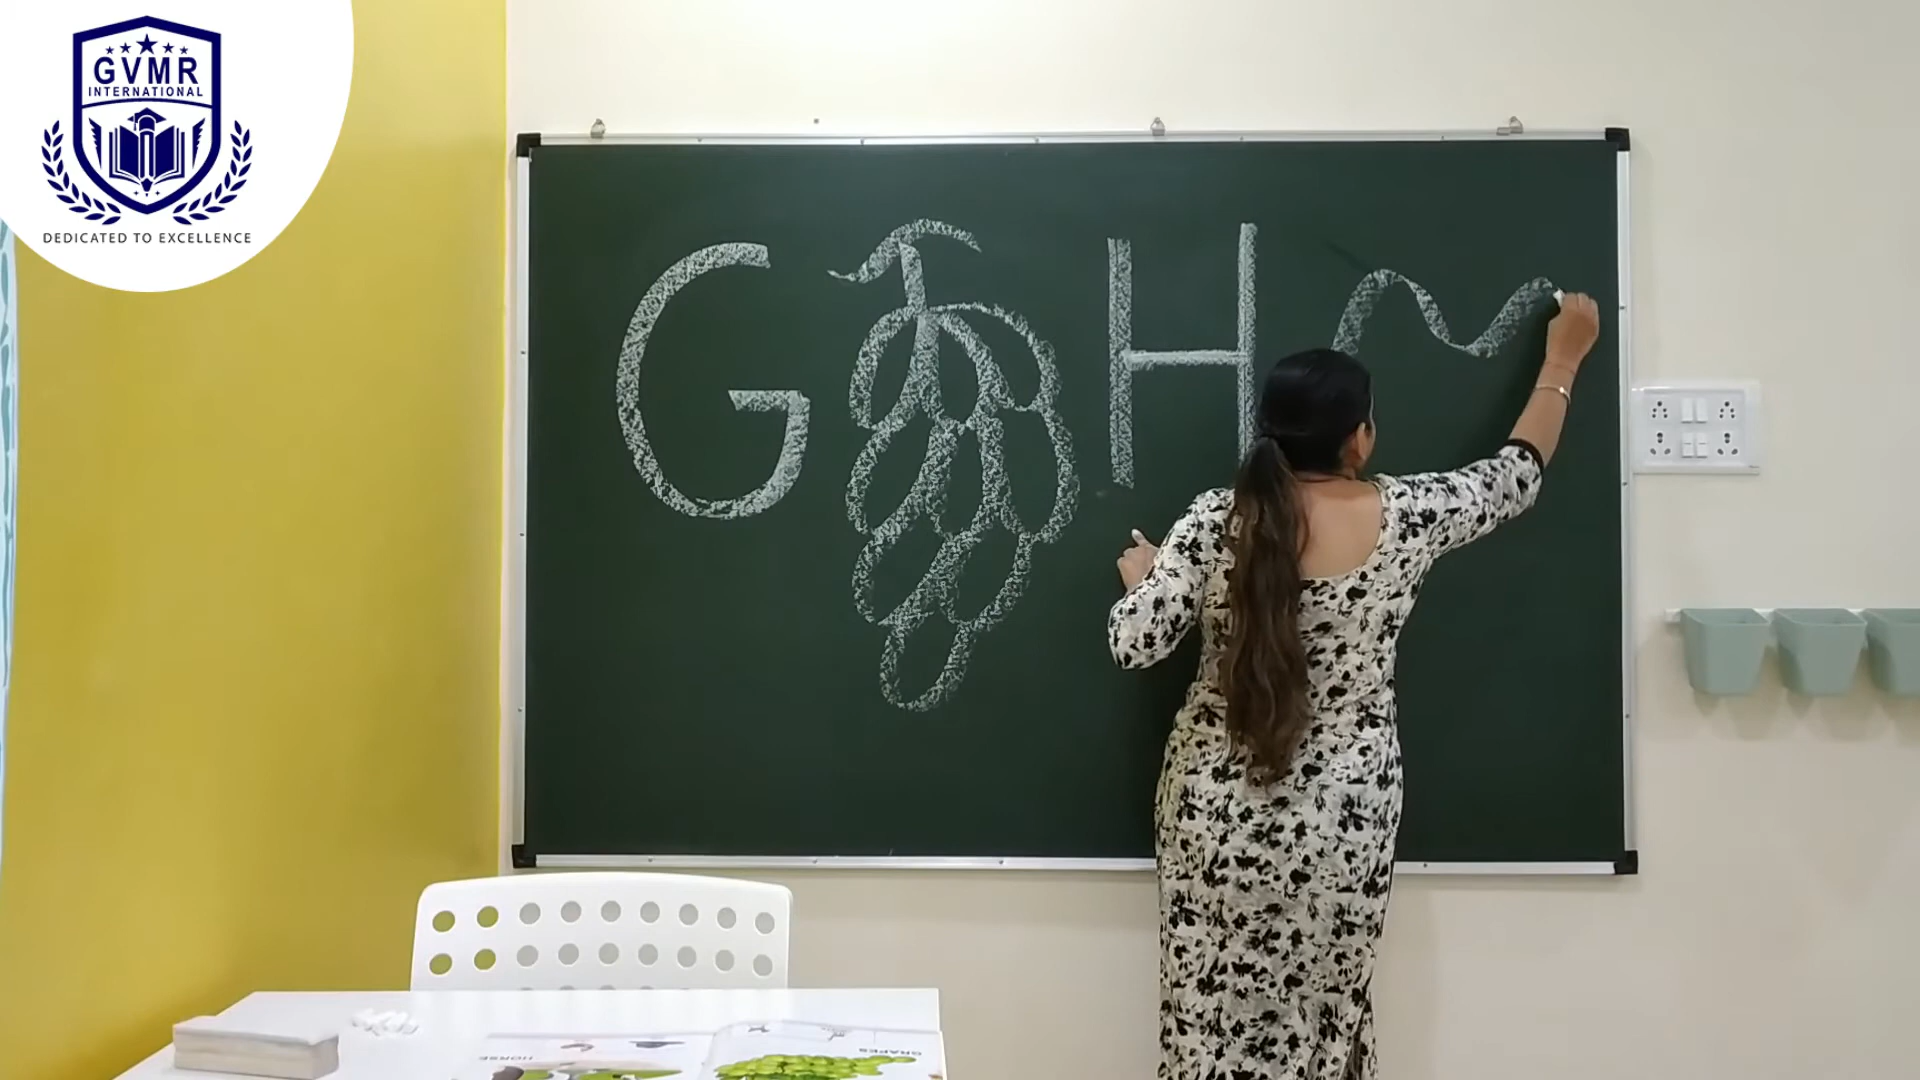 GVMR
INTERNATIONAL
DEDICATED TO EXCELLENCE
G H
HORSE
GRAPES